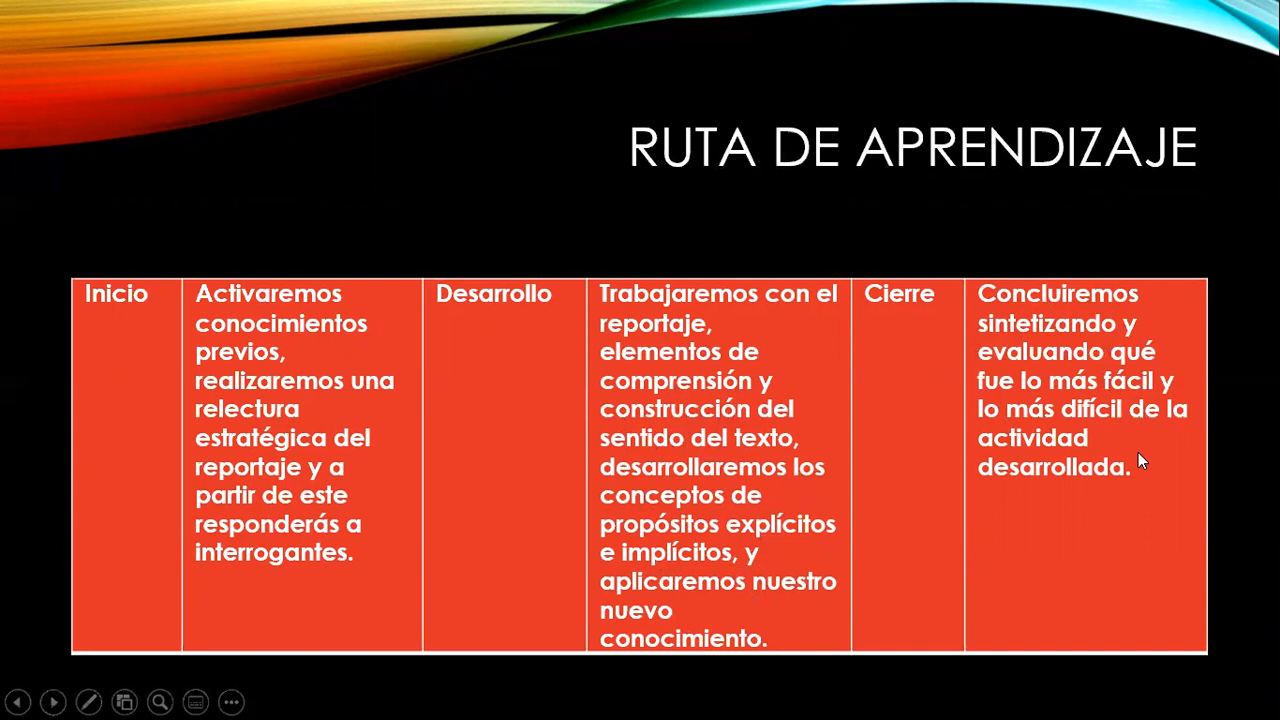 RUTA DE APRENDIZAJE
Inicio
Activaremos
conocimientos
previos,
realizaremos una
relectura
estratégica del
reportaje y a
partir de este
responderás a
interrogantes.
Desarrollo
Trabajaremos con el
reportaje,
elementos de
comprensión y
construcción del
sentido del texto,
desarrollaremos los
conceptos de
propósitos explícitos
e implícitos, y
aplicaremos nuestro
nuevo
conocimiento.
Cierre
Concluiremos
sintetizando y
evaluando qué
fue lo más fácil y
lo más difícil de la
actividad
desarrollada.